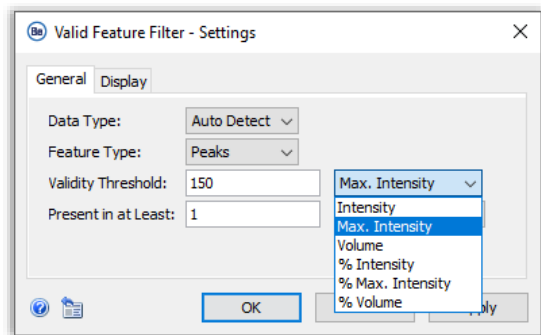 Be Valid Feature Filter - Settings
General Display
Data Type: Auto Detect
Feature Type: Peaks
Validity Threshold: 150 Max. Intensity
Present in at Least: 1 Intensity
Max. Intensity
Volume
% Intensity
% Max. Intensity
OK % Volume